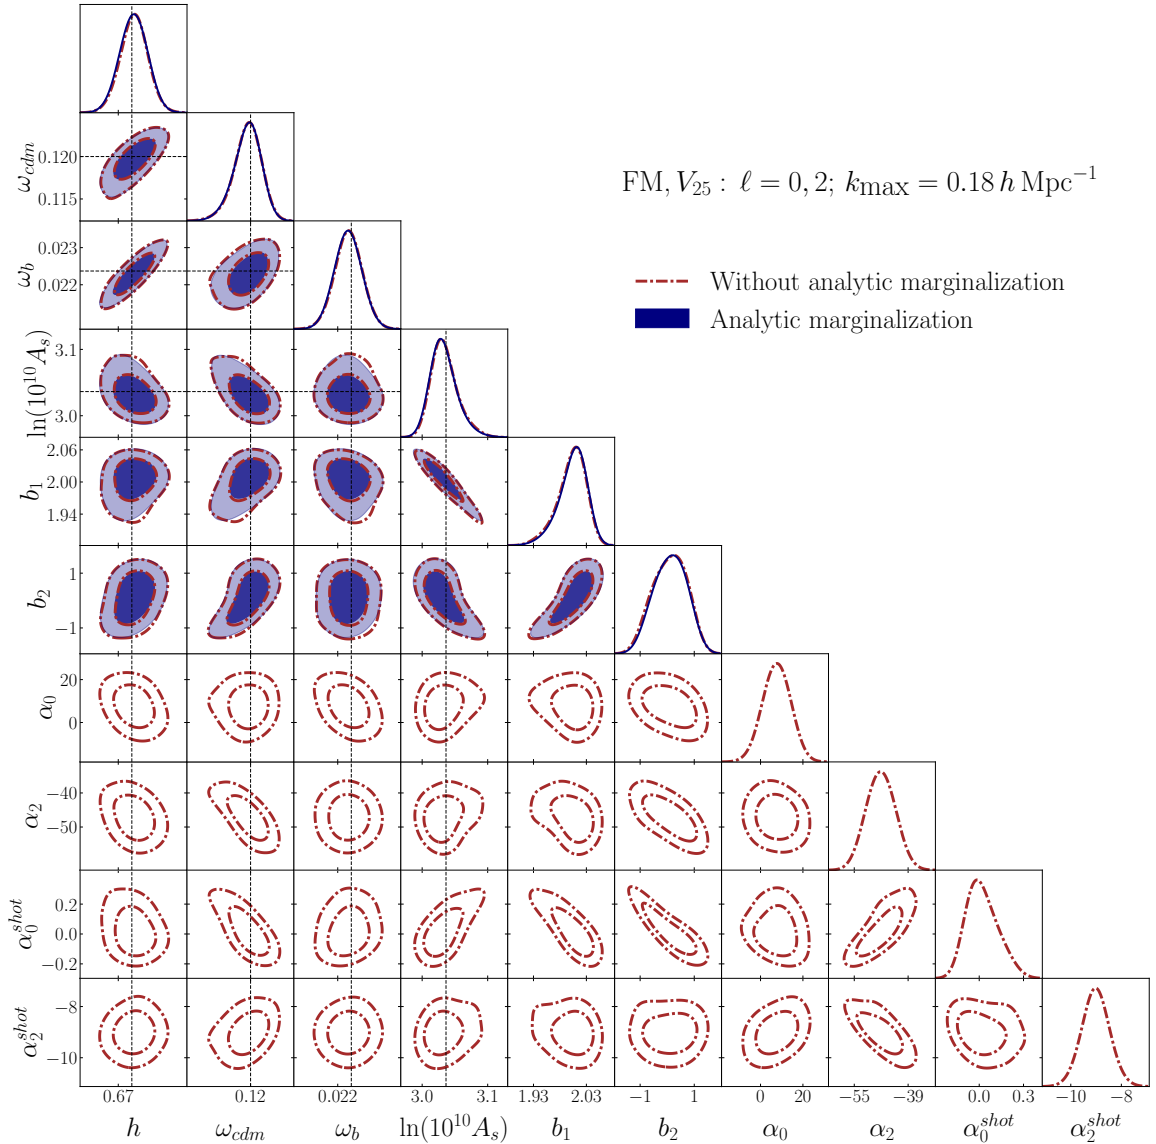 ω_cdm
0.120
0.115
FM, V₂₅ : ℓ = 0, 2; k_max = 0.18 h Mpc⁻¹
ω_b
0.023
0.022
Without analytic marginalization
Analytic marginalization
ln(10¹⁰A_s)
3.1
3.0
b₁
2.06
2.00
1.94
b₂
1
−1
α₀
20
0
α₂
−40
−50
α₀^shot
0.2
0.0
−0.2
α₂^shot
−8
−10
0.67 0.12 0.022 3.0 3.1 1.93 2.03 −1 1 0 20 −55 −39 0.0 0.3 −10 −8
h ω_cdm ω_b ln(10¹⁰A_s) b₁ b₂ α₀ α₂ α₀^shot α₂^shot